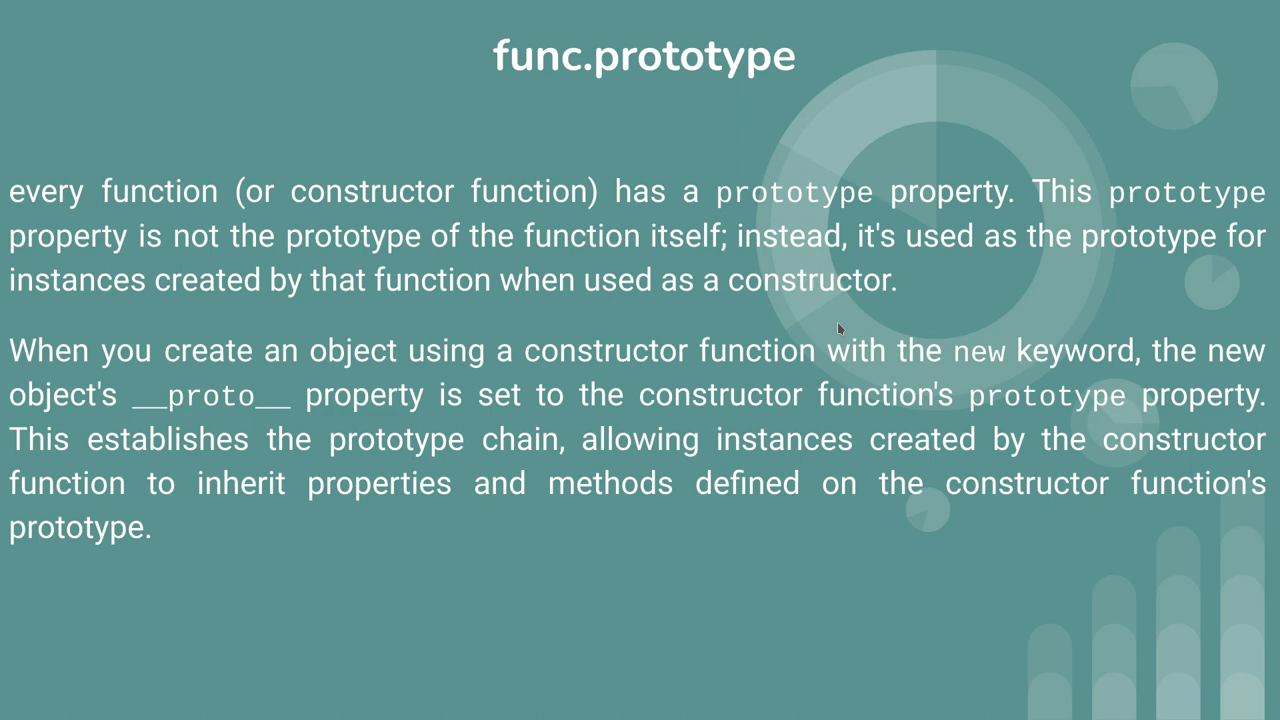 func.prototype
every function (or constructor function) has a prototype property. This prototype
property is not the prototype of the function itself; instead, it's used as the prototype for
instances created by that function when used as a constructor.
When you create an object using a constructor function with the new keyword, the new
object's __proto__ property is set to the constructor function's prototype property.
This establishes the prototype chain, allowing instances created by the constructor
function to inherit properties and methods defined on the constructor function's
prototype.